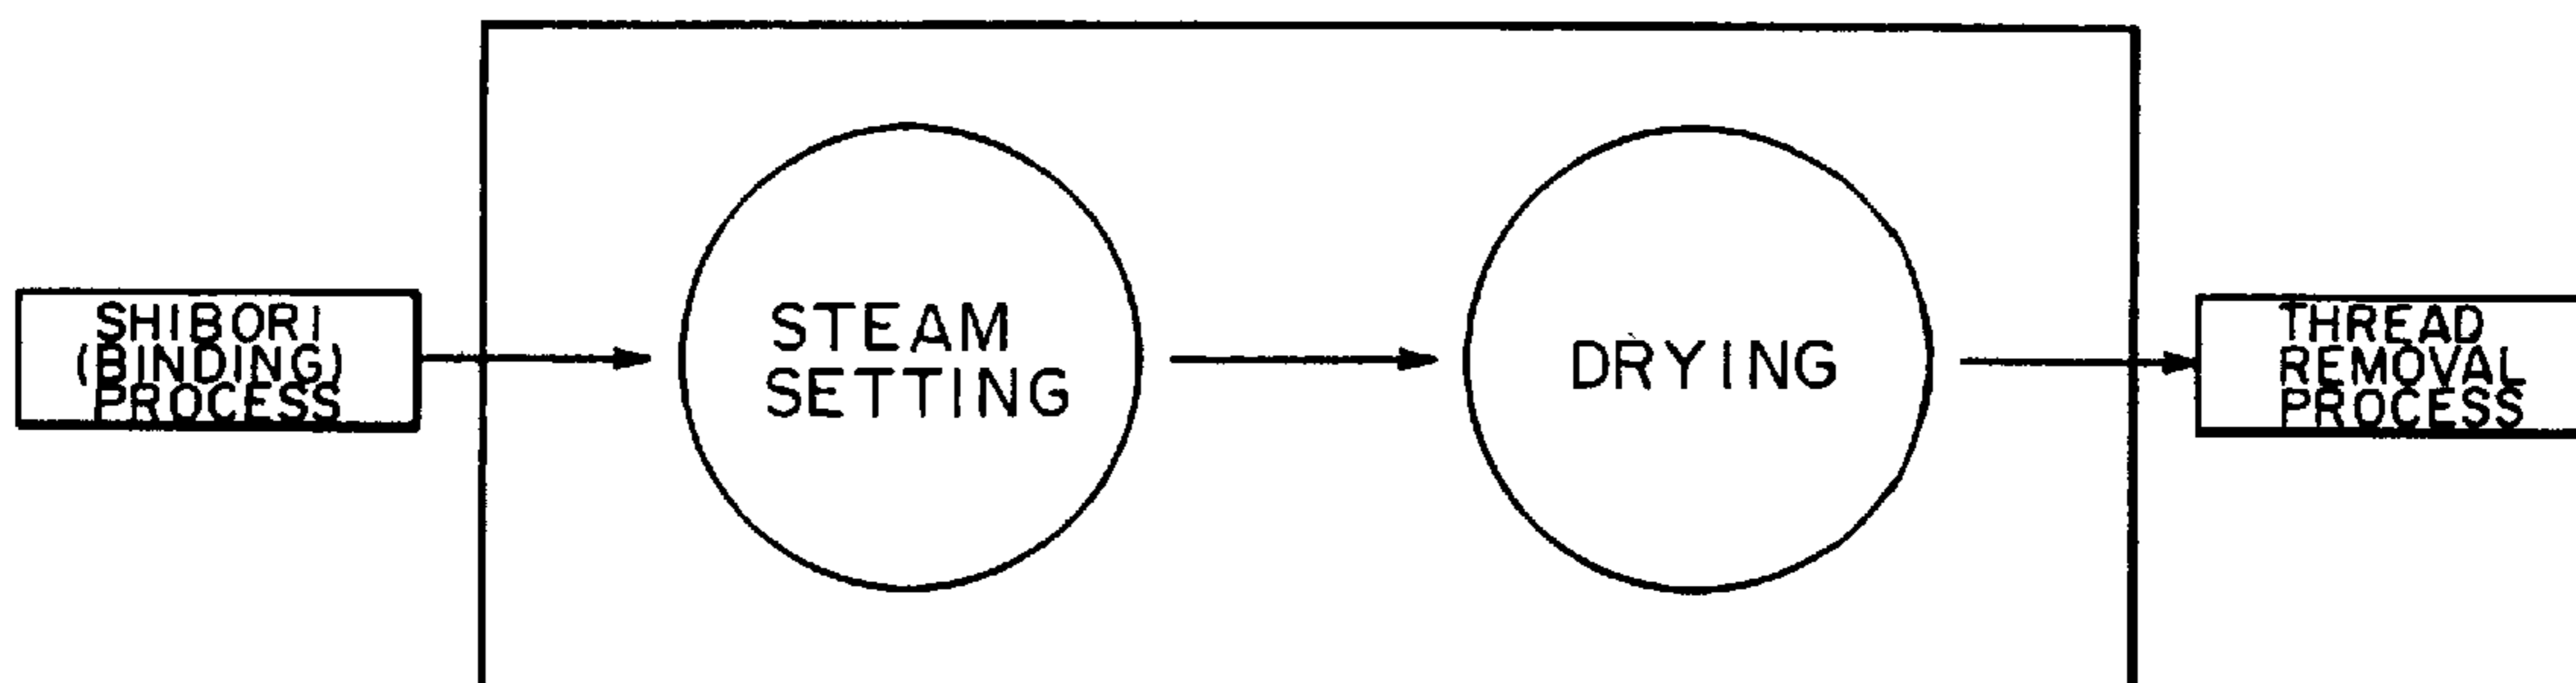 SHIBORI
(BINDING)
PROCESS
STEAM
SETTING
DRYING
THREAD
REMOVAL
PROCESS